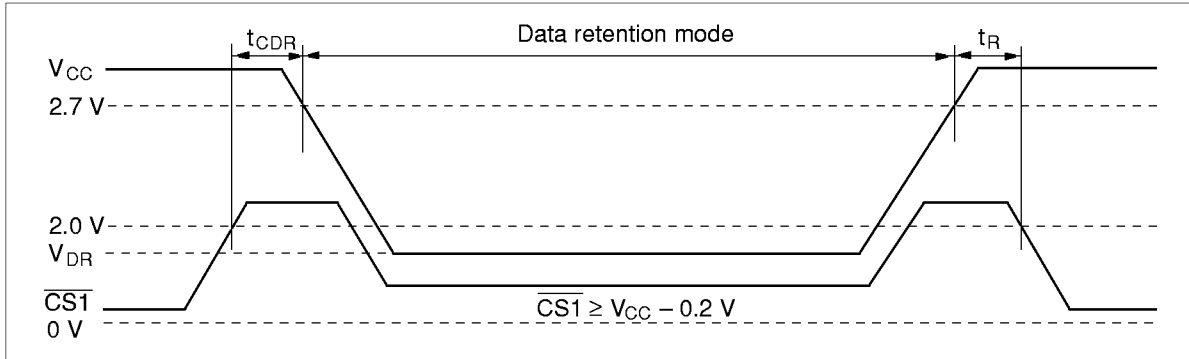 tCDR
Data retention mode
tR
VCC
2.7 V
2.0 V
VDR
CS1
0 V
CS1 ≥ VCC – 0.2 V